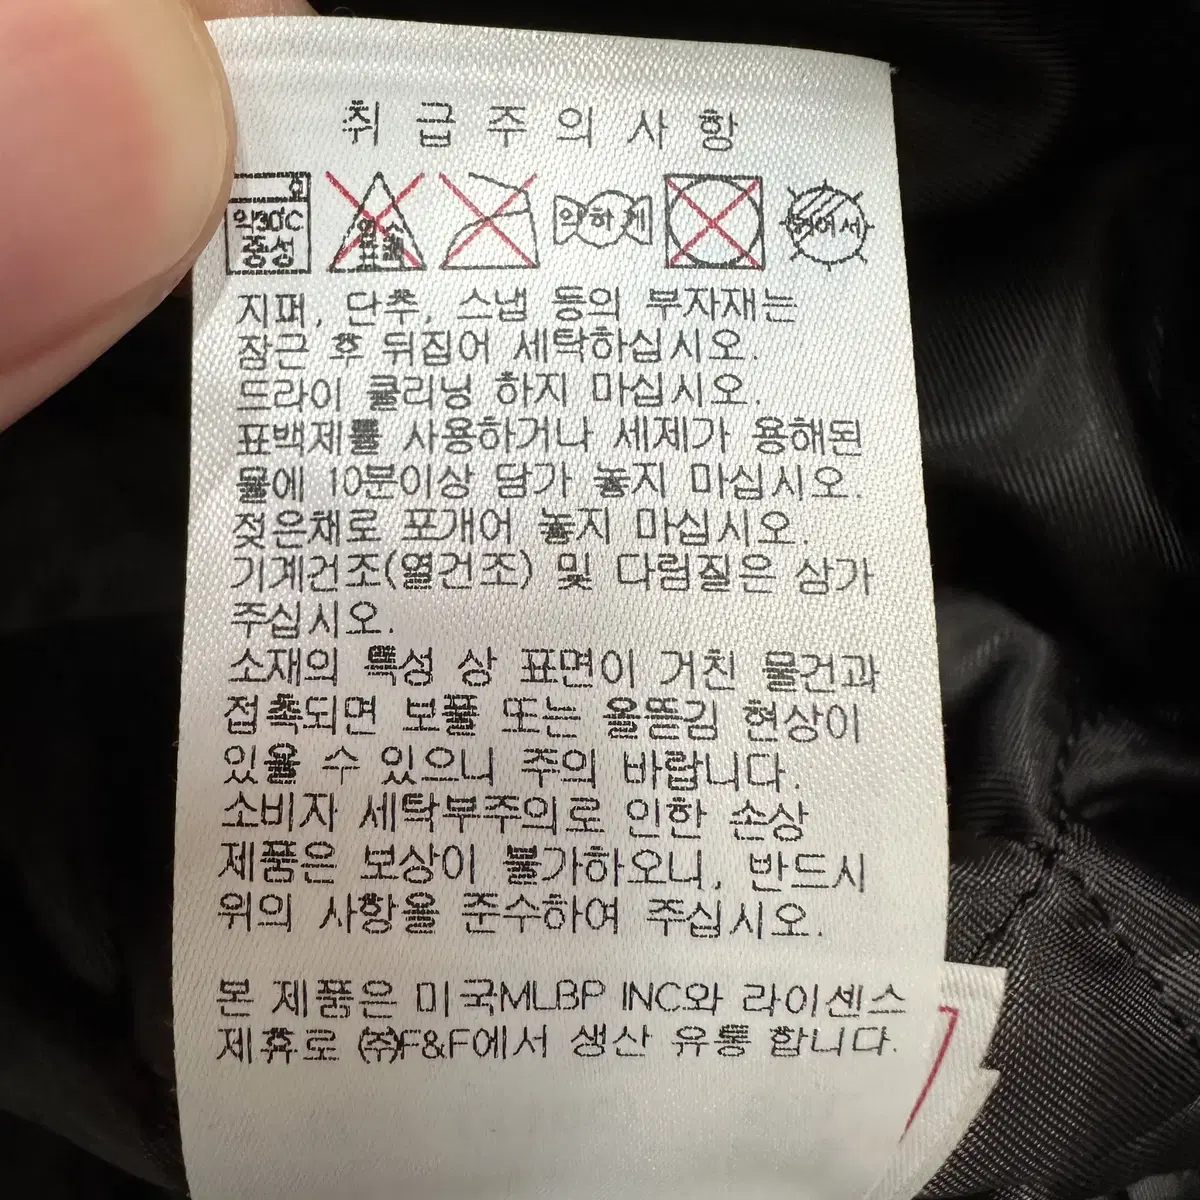 취급주의사항
약30℃
중성
염소
표백
약하게
뉘어서
지퍼, 단추, 스냅 등의 부자재는
잠근 후 뒤집어 세탁하십시오.
드라이 클리닝 하지 마십시오.
표백제를 사용하거나 세제가 용해된
물에 10분이상 담가 놓지 마십시오.
젖은채로 포개어 놓지 마십시오.
기계건조(열건조) 및 다림질은 삼가
주십시오.
소재의 특성 상 표면이 거친 물건과
접촉되면 보풀 또는 올뜯김 현상이
있을 수 있으니 주의 바랍니다.
소비자 세탁부주의로 인한 손상
제품은 보상이 불가하오니, 반드시
위의 사항을 준수하여 주십시오.
본 제품은 미국MLBP INC와 라이센스
제휴로 ㈜F&F에서 생산 유통 합니다.